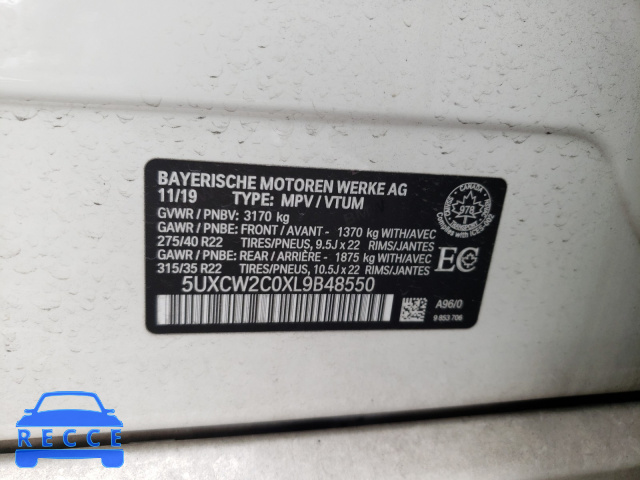 BAYERISCHE MOTOREN WERKE AG
11/19 TYPE: MPV / VTUM
GVWR / PNBV: 3170 kg
GAWR / PNBE: FRONT / AVANT - 1370 kg WITH/AVEC
275/40 R22 TIRES/PNEUS, 9.5J x 22 RIMS/JANTES
GAWR / PNBE: REAR / ARRIÈRE - 1875 kg WITH/AVEC
315/35 R22 TIRES/PNEUS, 10.5J x 22 RIMS/JANTES
5UXCW2C0XL9B48550
CANADA
978
EC
A96/0
9 853 706
RECCE